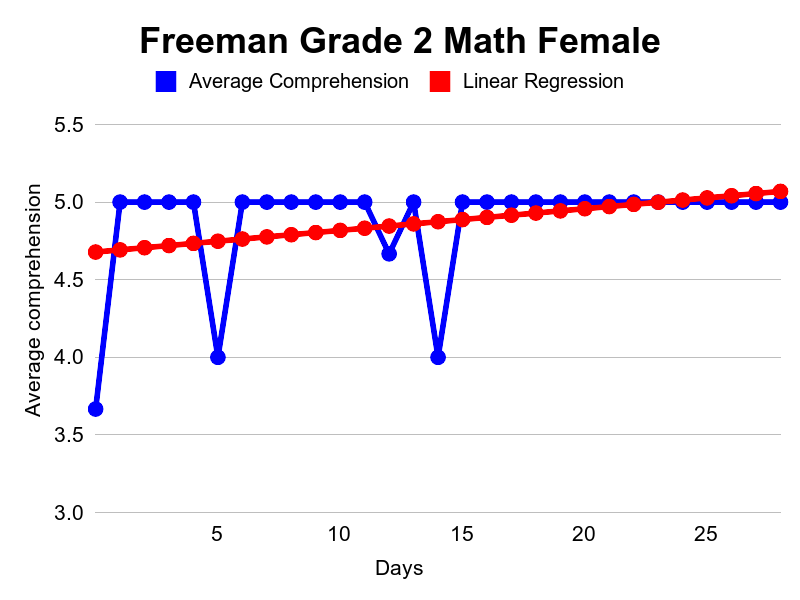 Freeman Grade 2 Math Female
Average Comprehension Linear Regression
Average comprehension
5.5
5.0
4.5
4.0
3.5
3.0
5 10 15 20 25
Days